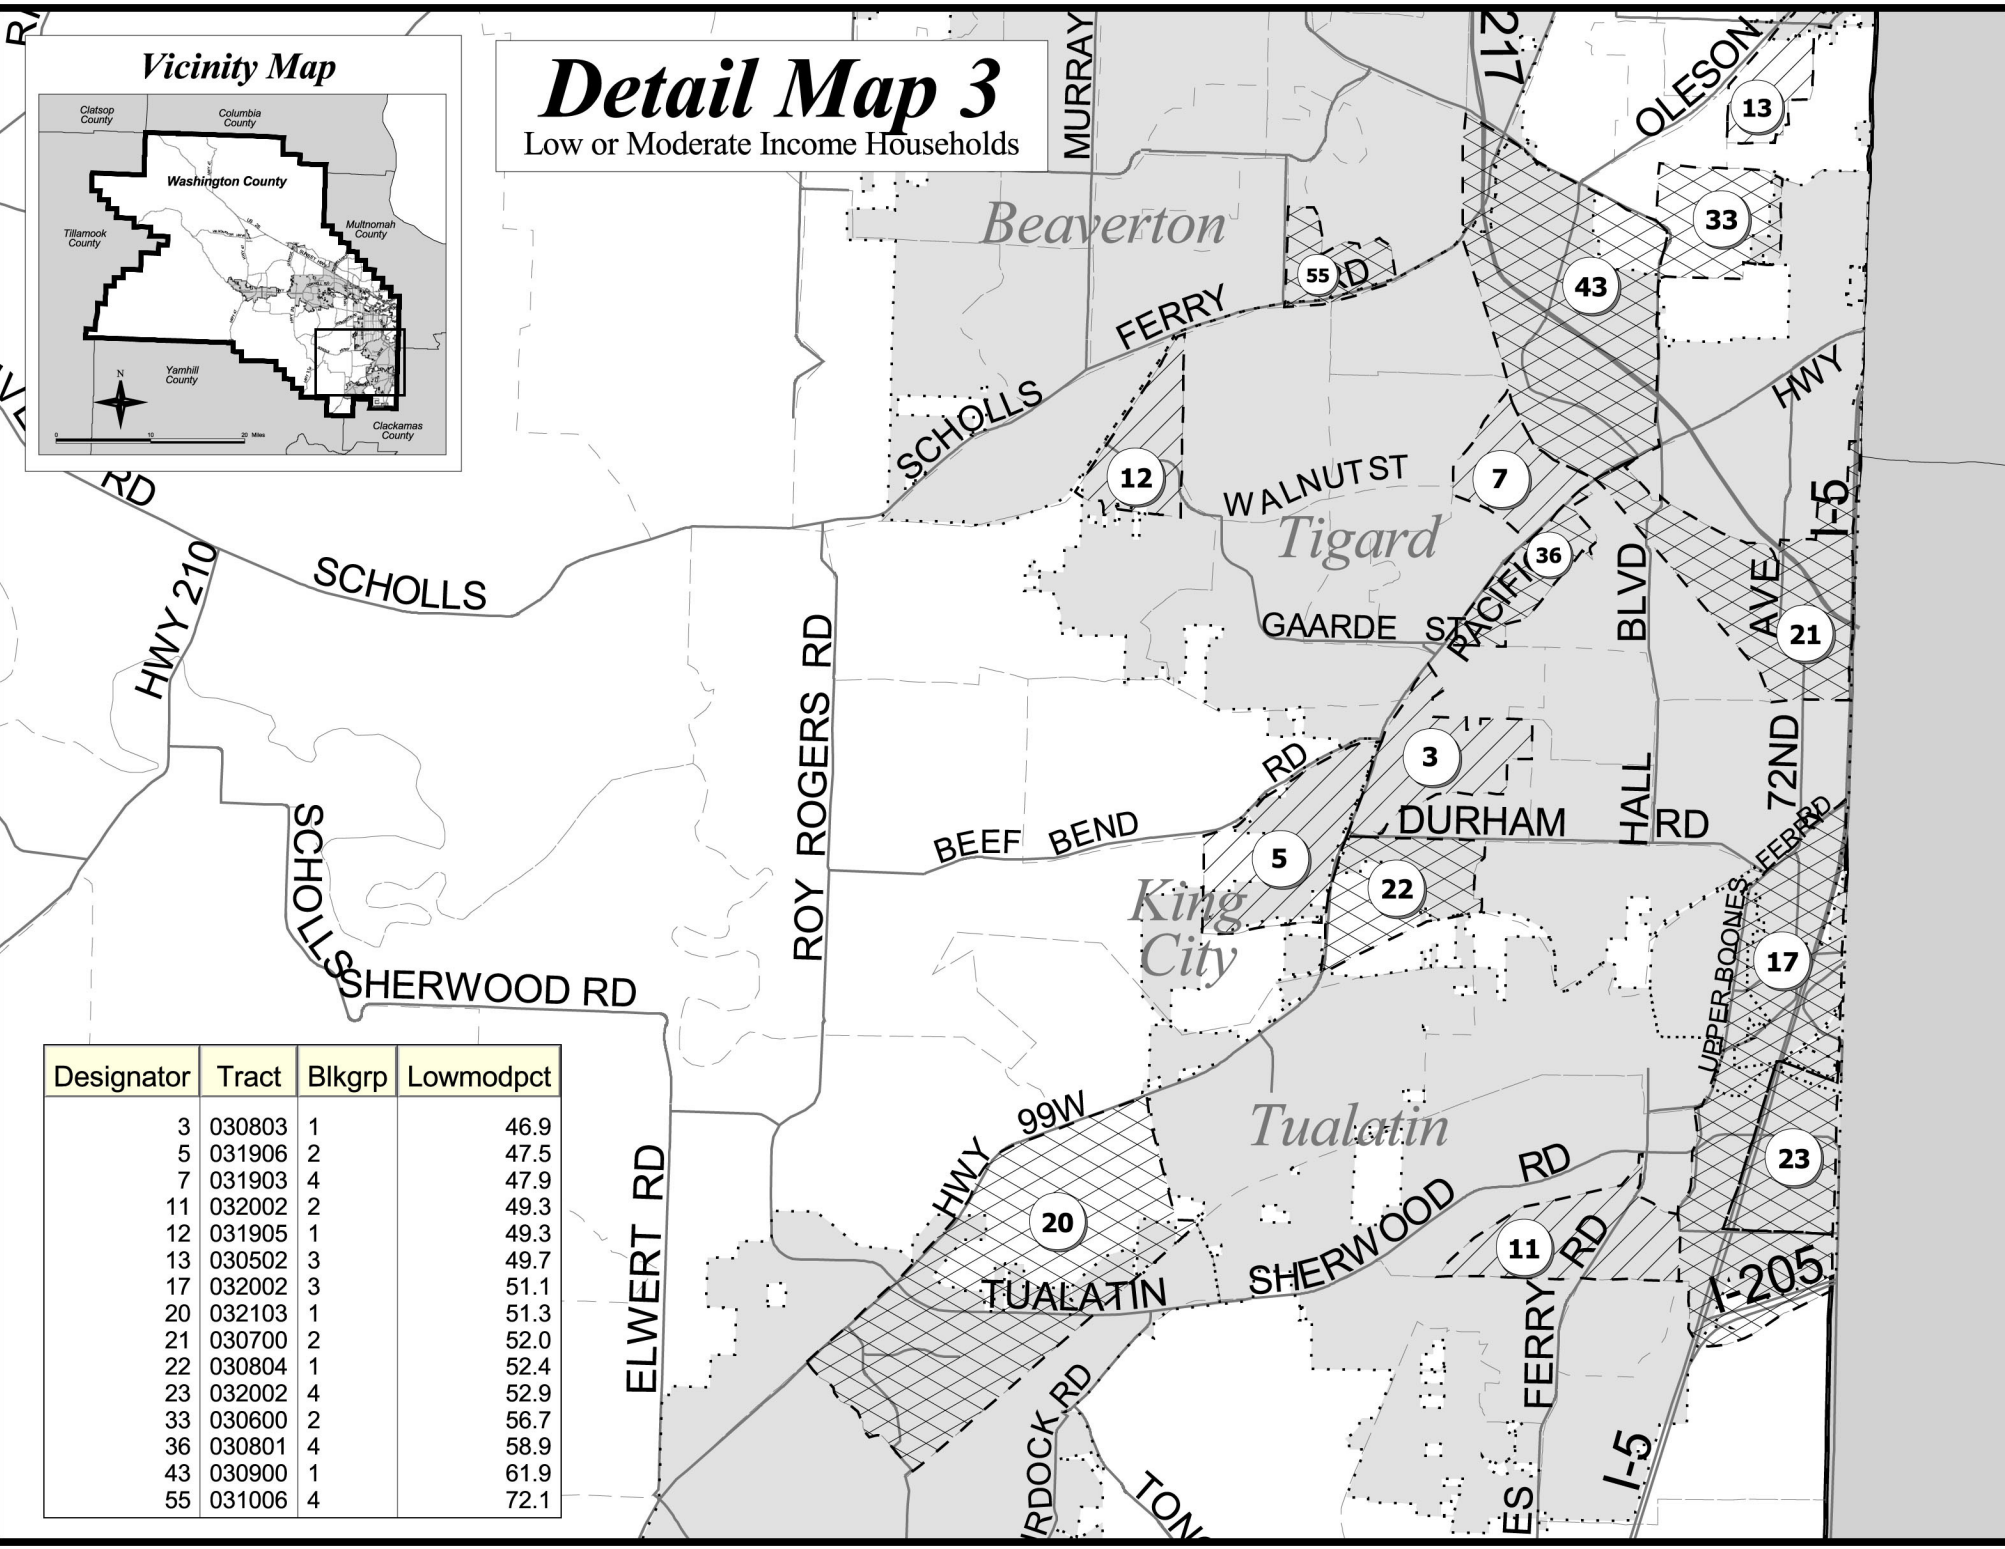 Vicinity Map
Clatsop
County
Columbia
County
Washington County
Tillamook
County
Multnomah
County
Yamhill
County
Clackamas
County
N
0 10 20 Miles
Detail Map 3
Low or Moderate Income Households
MURRAY
217
OLESON
13
33
Beaverton
55
RD
43
FERRY
SCHOLLS
HWY
12
WALNUT ST
7
I-5
Tigard
36
PACIFIC
RD
SCHOLLS
HWY 210
ROY ROGERS RD
GAARDE ST
BLVD
AVE
21
3
72ND
RD
BEEF BEND
DURHAM RD
HALL
FERRY RD
5
22
King
City
UPPER BOONES
17
SCHOLLS
SHERWOOD RD
HWY 99W
Tualatin
23
20
SHERWOOD RD
11
RD
TUALATIN
I-205
ELWERT RD
FERRY
RD
I-5
ES
TON
Designator Tract Blkgrp Lowmodpct
3 030803 1 46.9
5 031906 2 47.5
7 031903 4 47.9
11 032002 2 49.3
12 031905 1 49.3
13 030502 3 49.7
17 032002 3 51.1
20 032103 1 51.3
21 030700 2 52.0
22 030804 1 52.4
23 032002 4 52.9
33 030600 2 56.7
36 030801 4 58.9
43 030900 1 61.9
55 031006 4 72.1